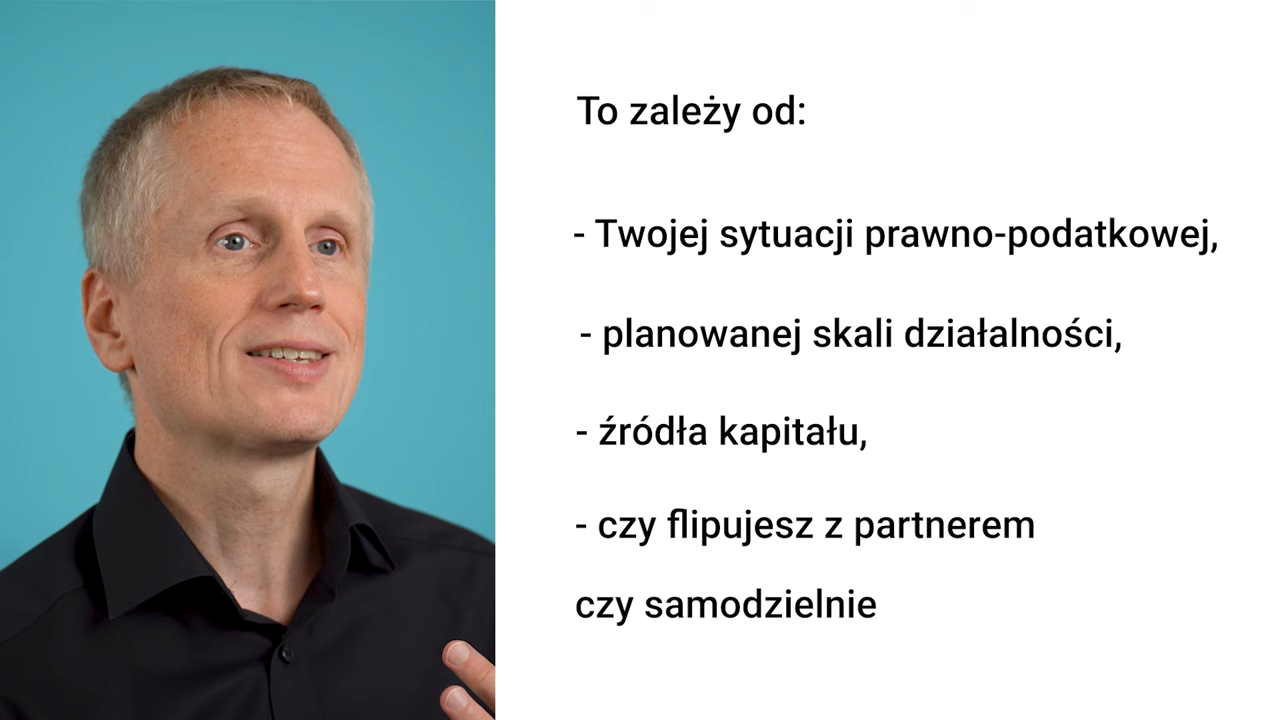 To zależy od:
- Twojej sytuacji prawno-podatkowej,
- planowanej skali działalności,
- źródła kapitału,
- czy flipujesz z partnerem
czy samodzielnie